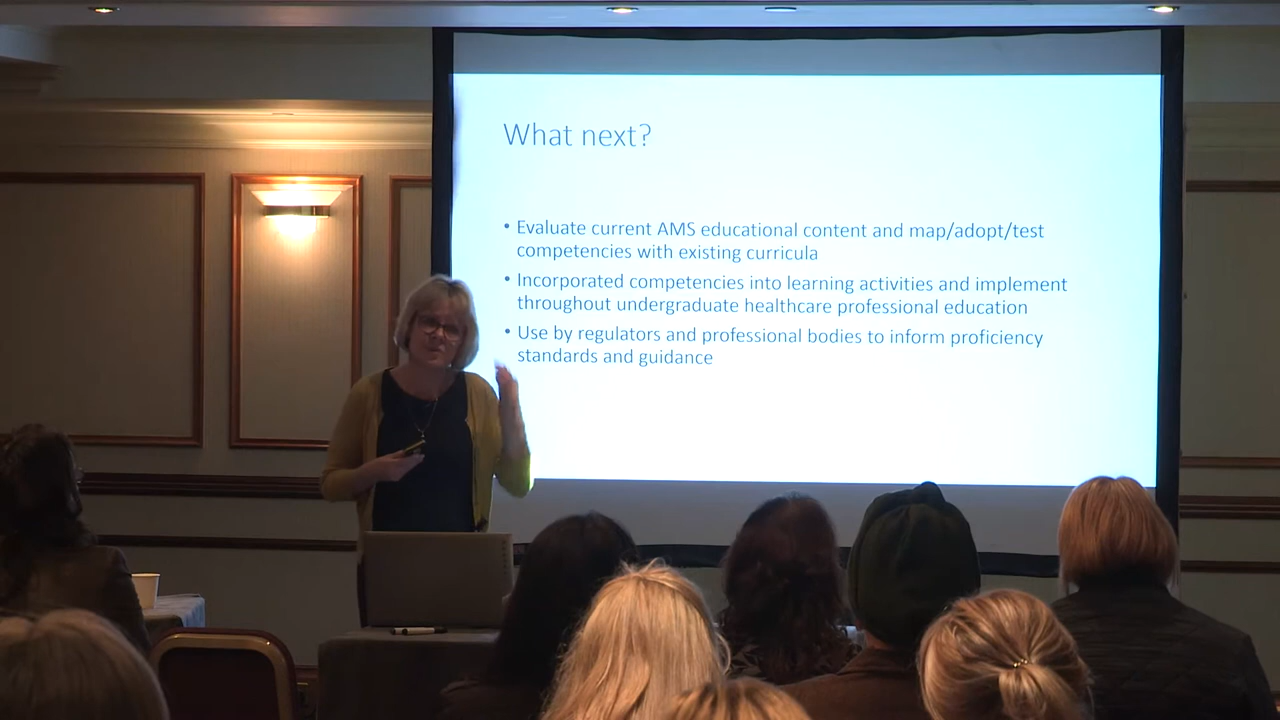 What next?
• Evaluate current AMS educational content and map/adopt/test
competencies with existing curricula
• Incorporated competencies into learning activities and implement
throughout undergraduate healthcare professional education
• Use by regulators and professional bodies to inform proficiency
standards and guidance